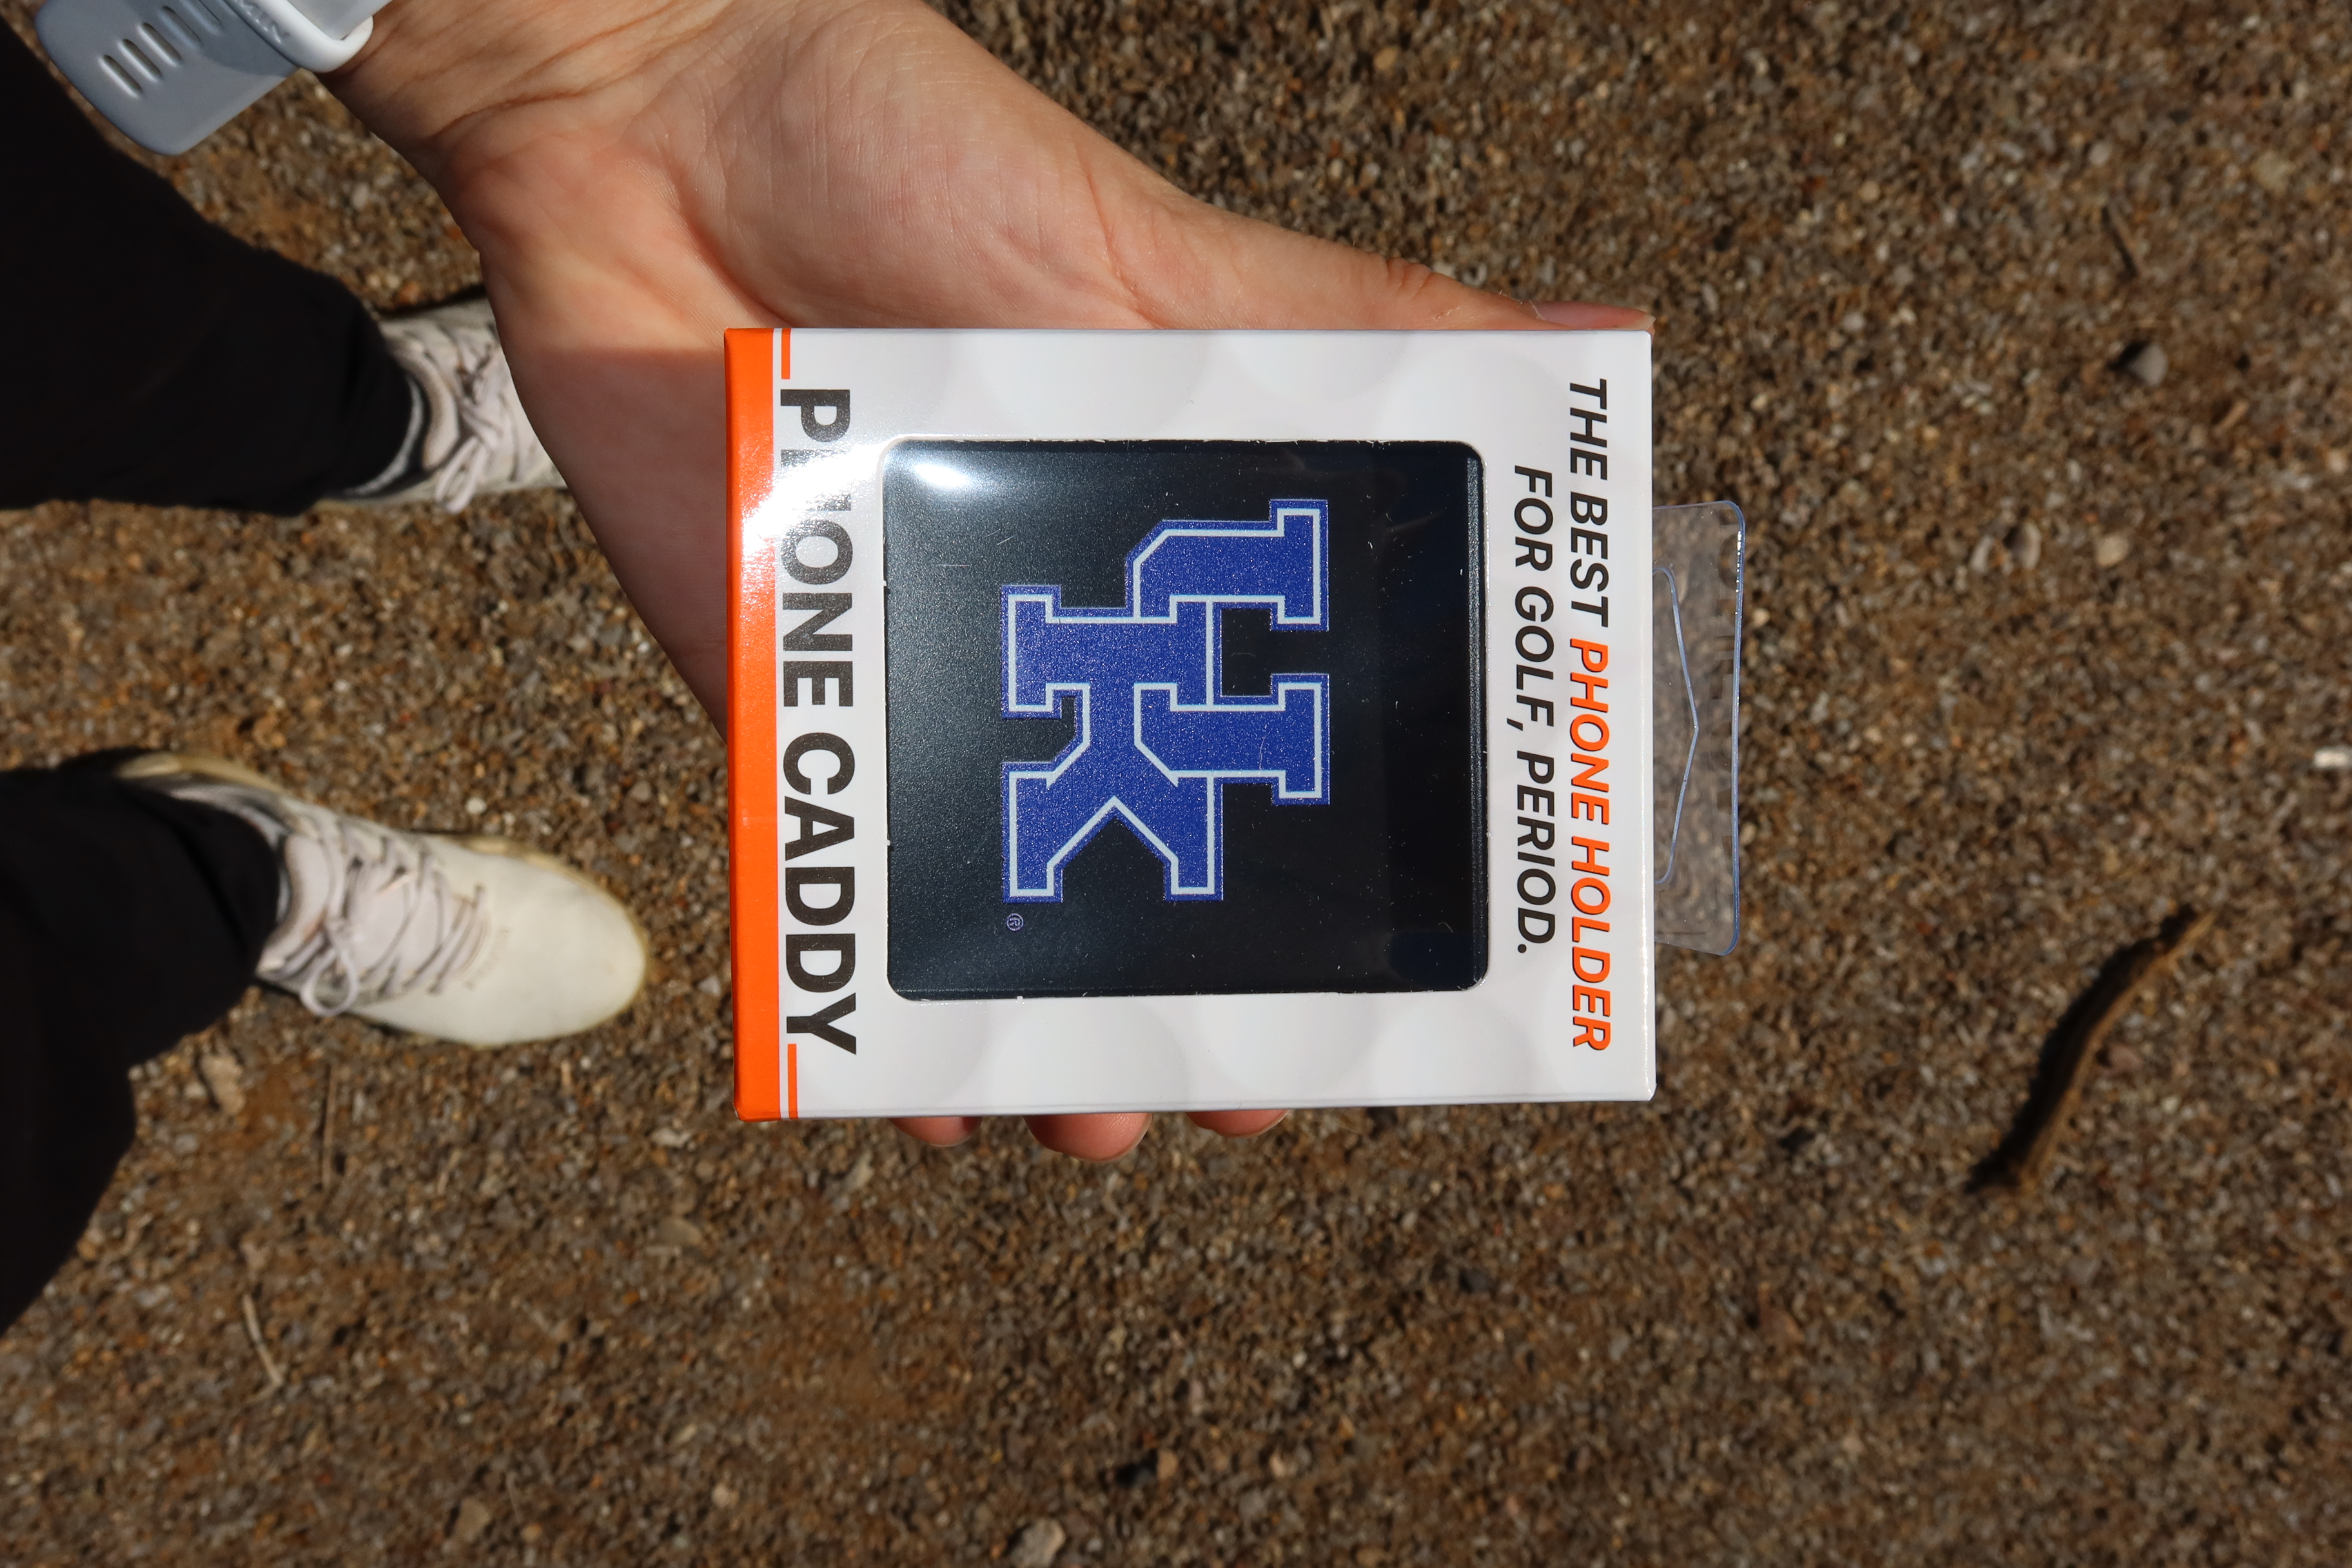 THE BEST PHONE HOLDER
FOR GOLF, PERIOD.
UK
®
PHONE CADDY